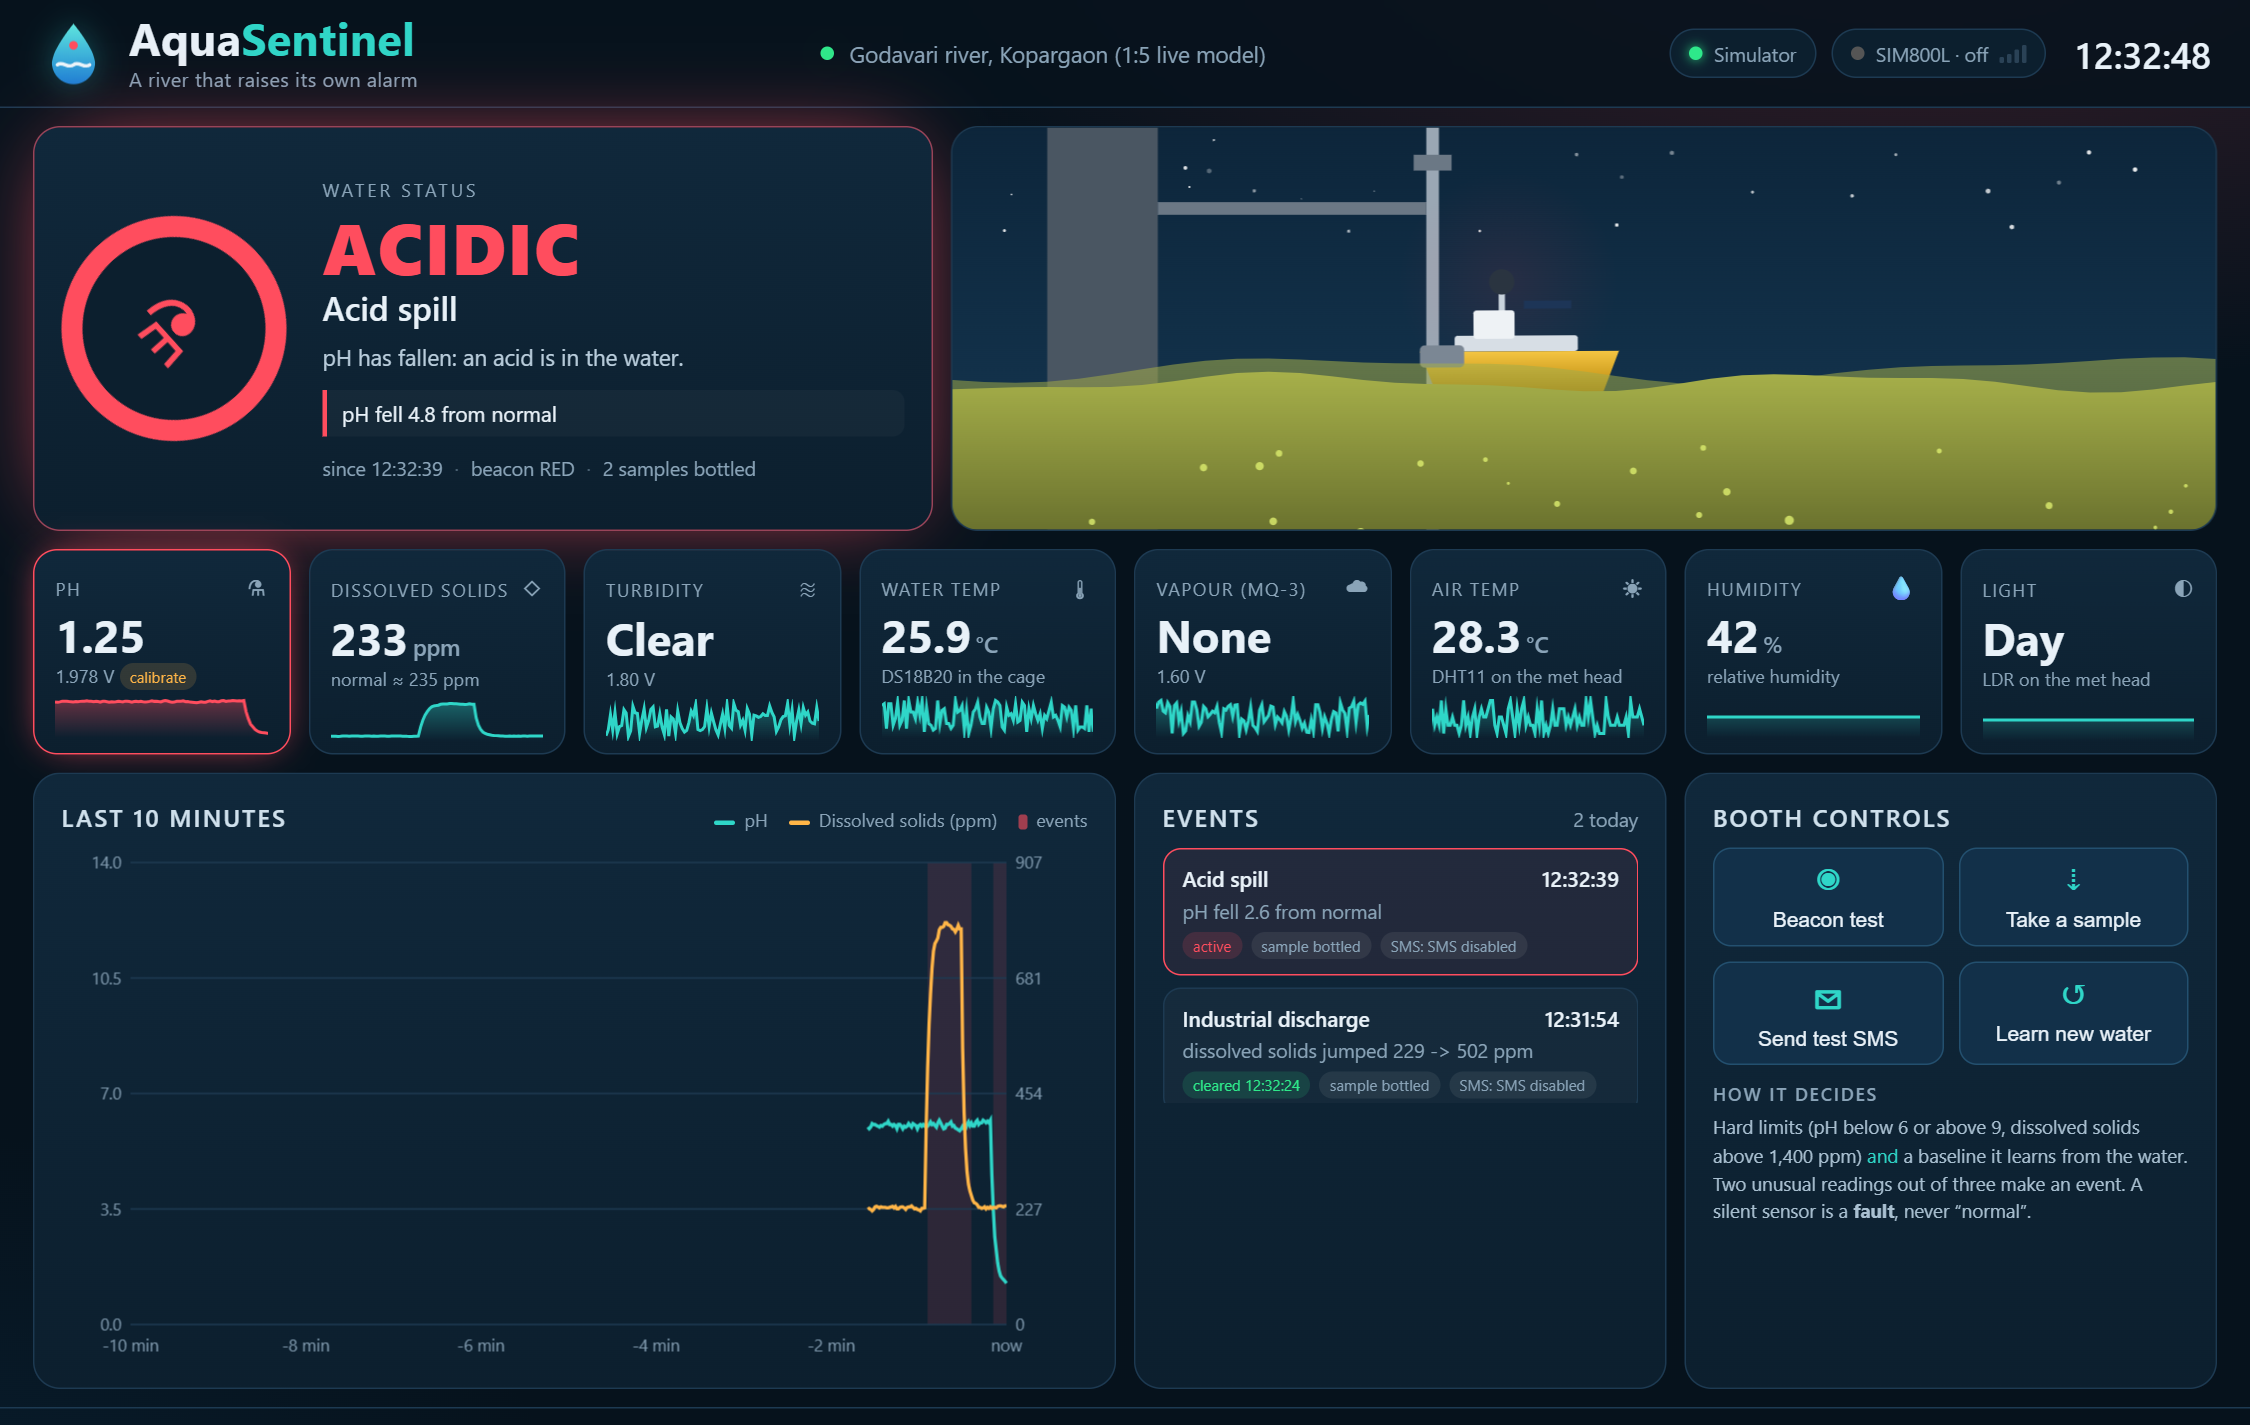 AquaSentinel
A river that raises its own alarm
Godavari river, Kopargaon (1:5 live model)
Simulator
SIM800L · off
12:32:48
WATER STATUS
ACIDIC
Acid spill
pH has fallen: an acid is in the water.
pH fell 4.8 from normal
since 12:32:39 · beacon RED · 2 samples bottled
PH
1.25
1.978 V calibrate
DISSOLVED SOLIDS
233 ppm
normal ≈ 235 ppm
TURBIDITY
Clear
1.80 V
WATER TEMP
25.9 °C
DS18B20 in the cage
VAPOUR (MQ-3)
None
1.60 V
AIR TEMP
28.3 °C
DHT11 on the met head
HUMIDITY
42 %
relative humidity
LIGHT
Day
LDR on the met head
LAST 10 MINUTES
pH
Dissolved solids (ppm)
events
14.0
907
10.5
681
7.0
454
3.5
227
0.0
0
-10 min
-8 min
-6 min
-4 min
-2 min
now
EVENTS
2 today
Acid spill
12:32:39
pH fell 2.6 from normal
active
sample bottled
SMS: SMS disabled
Industrial discharge
12:31:54
dissolved solids jumped 229 -> 502 ppm
cleared 12:32:24
sample bottled
SMS: SMS disabled
BOOTH CONTROLS
Beacon test
Take a sample
Send test SMS
Learn new water
HOW IT DECIDES
Hard limits (pH below 6 or above 9, dissolved solids
above 1,400 ppm) and a baseline it learns from the water.
Two unusual readings out of three make an event. A
silent sensor is a fault, never “normal”.